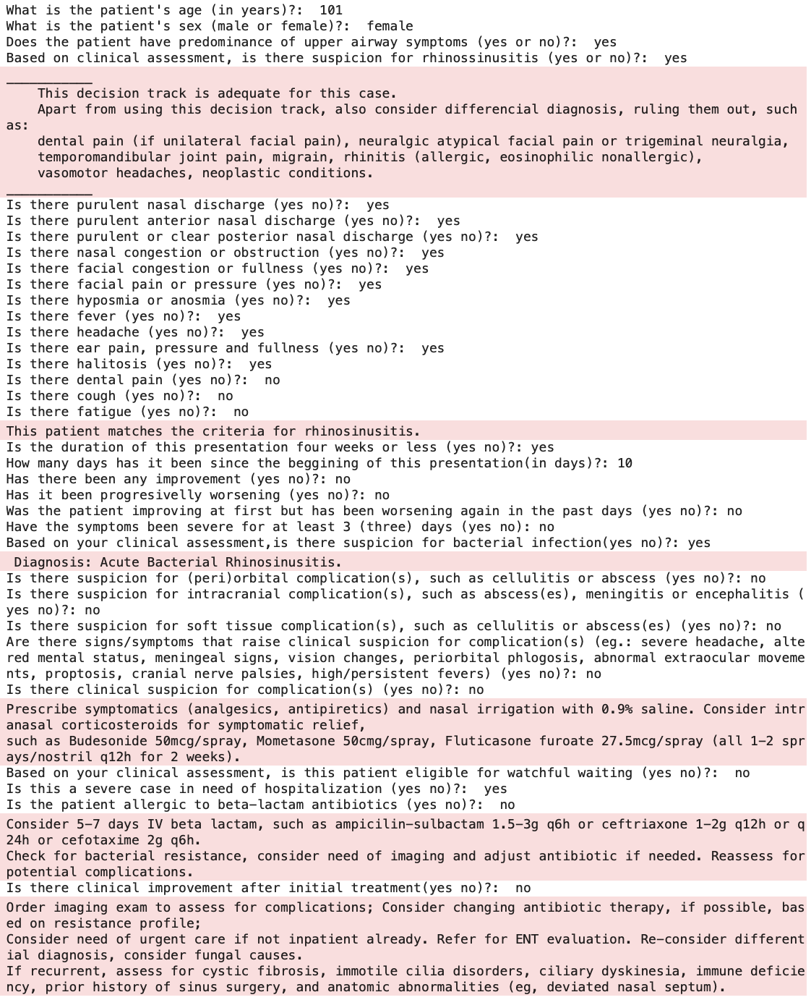 What is the patient's age (in years)?:  101
What is the patient's sex (male or female)?:  female
Does the patient have predominance of upper airway symptoms (yes or no)?:  yes
Based on clinical assessment, is there suspicion for rhinossinusitis (yes or no)?:  yes
___________
    This decision track is adequate for this case.
    Apart from using this decision track, also consider differencial diagnosis, ruling them out, such
as:
    dental pain (if unilateral facial pain), neuralgic atypical facial pain or trigeminal neuralgia,
    temporomandibular joint pain, migrain, rhinitis (allergic, eosinophilic nonallergic),
    vasomotor headaches, neoplastic conditions.
___________
Is there purulent nasal discharge (yes no)?:  yes
Is there purulent anterior nasal discharge (yes no)?:  yes
Is there purulent or clear posterior nasal discharge (yes no)?:  yes
Is there nasal congestion or obstruction (yes no)?:  yes
Is there facial congestion or fullness (yes no)?:  yes
Is there facial pain or pressure (yes no)?:  yes
Is there hyposmia or anosmia (yes no)?:  yes
Is there fever (yes no)?:  yes
Is there headache (yes no)?:  yes
Is there ear pain, pressure and fullness (yes no)?:  yes
Is there halitosis (yes no)?:  yes
Is there dental pain (yes no)?:  no
Is there cough (yes no)?:  no
Is there fatigue (yes no)?:  no
This patient matches the criteria for rhinosinusitis.
Is the duration of this presentation four weeks or less (yes no)?: yes
How many days has it been since the beggining of this presentation(in days)?: 10
Has there been any improvement (yes no)?: no
Has it been progresivelly worsening (yes no)?: no
Was the patient improving at first but has been worsening again in the past days (yes no)?: no
Have the symptoms been severe for at least 3 (three) days (yes no): no
Based on your clinical assessment,is there suspicion for bacterial infection(yes no)?: yes
 Diagnosis: Acute Bacterial Rhinosinusitis.
Is there suspicion for (peri)orbital complication(s), such as cellulitis or abscess (yes no)?: no
Is there suspicion for intracranial complication(s), such as abscess(es), meningitis or encephalitis (
yes no)?: no
Is there suspicion for soft tissue complication(s), such as cellulitis or abscess(es) (yes no)?: no
Are there signs/symptoms that raise clinical suspicion for complication(s) (eg.: severe headache, alte
red mental status, meningeal signs, vision changes, periorbital phlogosis, abnormal extraocular moveme
nts, proptosis, cranial nerve palsies, high/persistent fevers) (yes no)?: no
Is there clinical suspicion for complication(s) (yes no)?: no
Prescribe symptomatics (analgesics, antipiretics) and nasal irrigation with 0.9% saline. Consider intr
anasal corticosteroids for symptomatic relief,
such as Budesonide 50mcg/spray, Mometasone 50cmg/spray, Fluticasone furoate 27.5mcg/spray (all 1-2 spr
ays/nostril q12h for 2 weeks).
Based on your clinical assessment, is this patient eligible for watchful waiting (yes no)?:  no
Is this a severe case in need of hospitalization (yes no)?:  yes
Is the patient allergic to beta-lactam antibiotics (yes no)?:  no
Consider 5-7 days IV beta lactam, such as ampicilin-sulbactam 1.5-3g q6h or ceftriaxone 1-2g q12h or q
24h or cefotaxime 2g q6h.
Check for bacterial resistance, consider need of imaging and adjust antibiotic if needed. Reassess for
potential complications.
Is there clinical improvement after initial treatment(yes no)?:  no
Order imaging exam to assess for complications; Consider changing antibiotic therapy, if possible, bas
ed on resistance profile;
Consider need of urgent care if not inpatient already. Refer for ENT evaluation. Re-consider different
ial diagnosis, consider fungal causes.
If recurrent, assess for cystic fibrosis, immotile cilia disorders, ciliary dyskinesia, immune deficie
ncy, prior history of sinus surgery, and anatomic abnormalities (eg, deviated nasal septum).